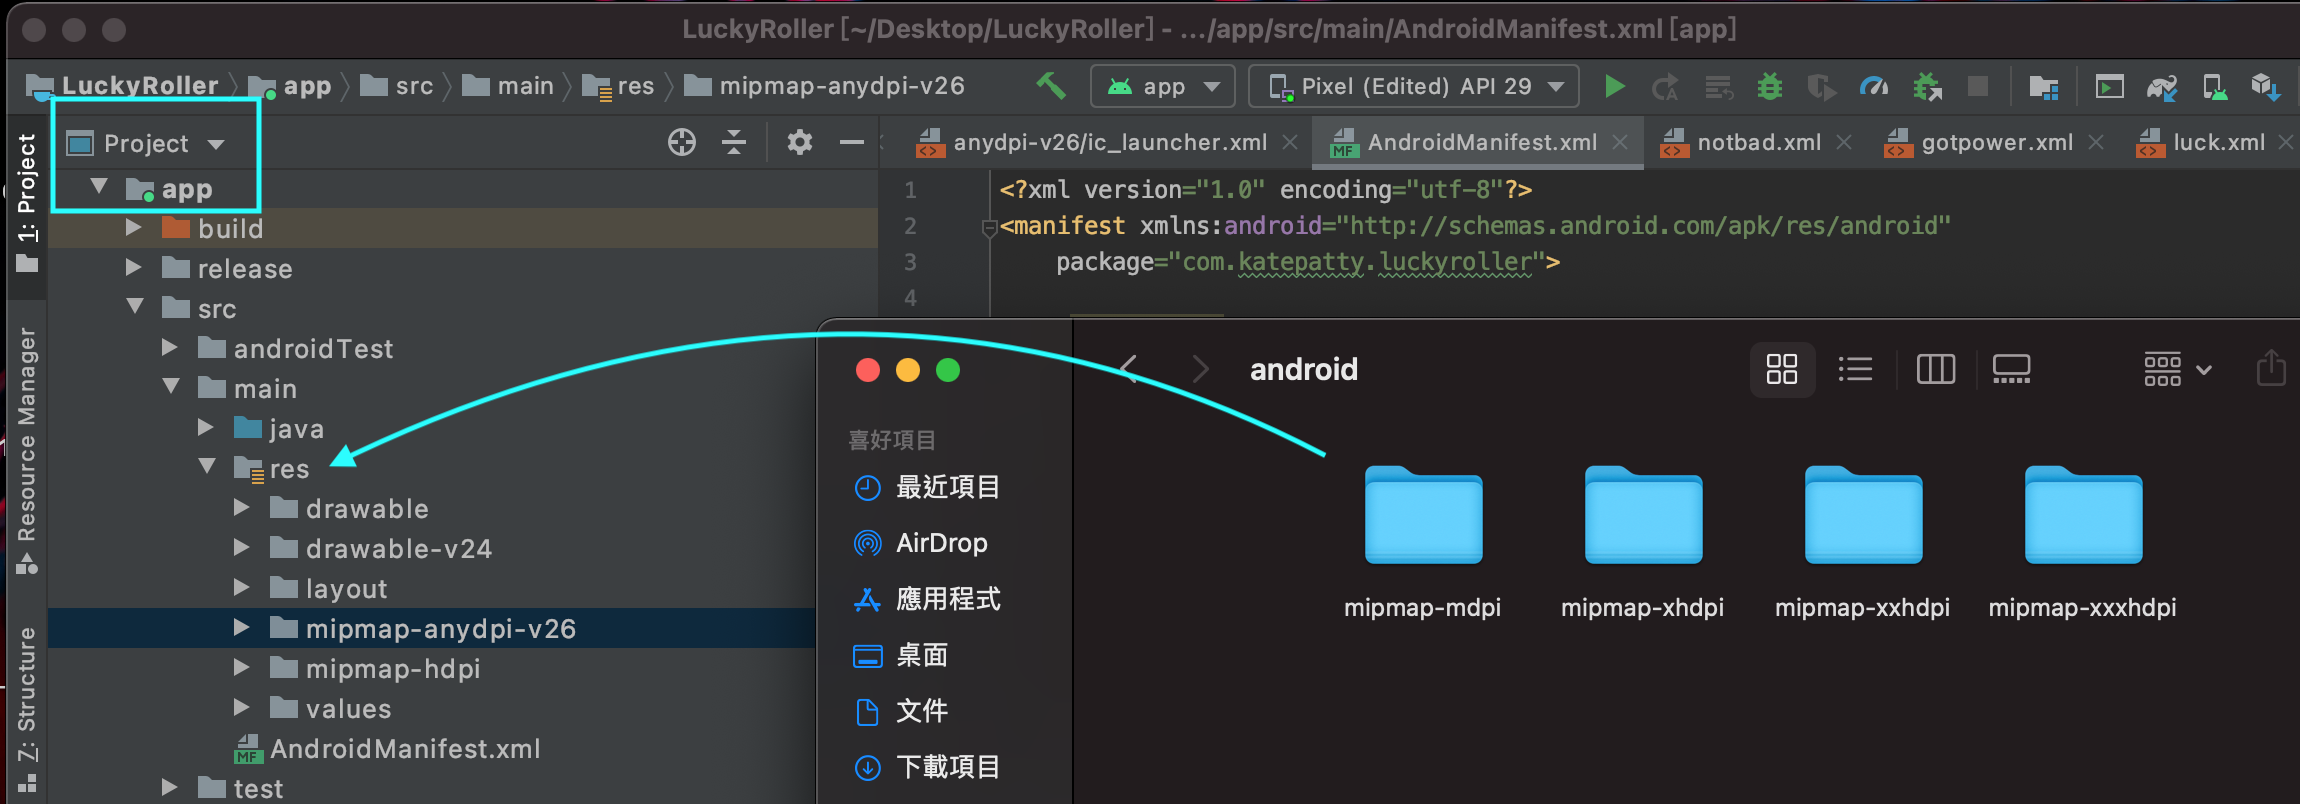 LuckyRoller [~/Desktop/LuckyRoller] - .../app/src/main/AndroidManifest.xml [app]
LuckyRoller app src main res mipmap-anydpi-v26 app Pixel (Edited) API 29
Project
1: Project
Resource Manager
Z: Structure
app
build
release
src
androidTest
main
java
res
drawable
drawable-v24
layout
mipmap-anydpi-v26
mipmap-hdpi
values
AndroidManifest.xml
test
anydpi-v26/ic_launcher.xml AndroidManifest.xml notbad.xml gotpower.xml luck.xml
1 <?xml version="1.0" encoding="utf-8"?>
2 <manifest xmlns:android="http://schemas.android.com/apk/res/android"
3 package="com.katepatty.luckyroller">
4
android
喜好項目
最近項目
AirDrop
應用程式
桌面
文件
下載項目
mipmap-mdpi mipmap-xhdpi mipmap-xxhdpi mipmap-xxxhdpi